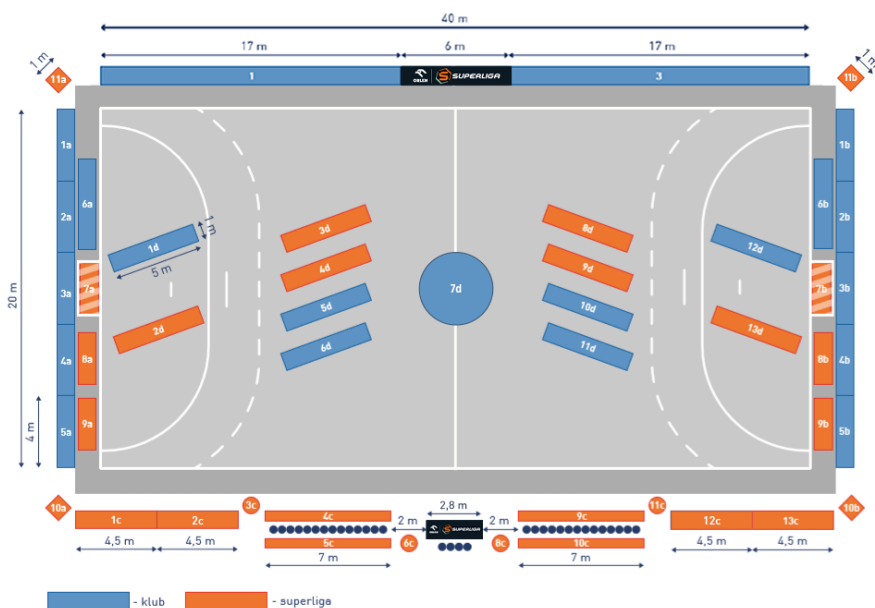 40 m
17 m 6 m 17 m
1 m 1 m
11a 1 ORLEN SUPERLIGA 3 11b
1a 1b
6a 6b
2a 2b
3d 8d
1d 1 m 12d
5 m
4d 9d
20 m
3a 7a 7d 7b 3b
5d 10d
2d 13d
6d 11d
4a 8a 8b 4b
4 m
5a 9a 9b 5b
2,8 m
10a 3c 11c 10b
1c 2c 4c 2 m ORLEN SUPERLIGA 2 m 9c 12c 13c
5c 6c 8c 10c
4,5 m 4,5 m 7 m 7 m 4,5 m 4,5 m
- klub - superliga